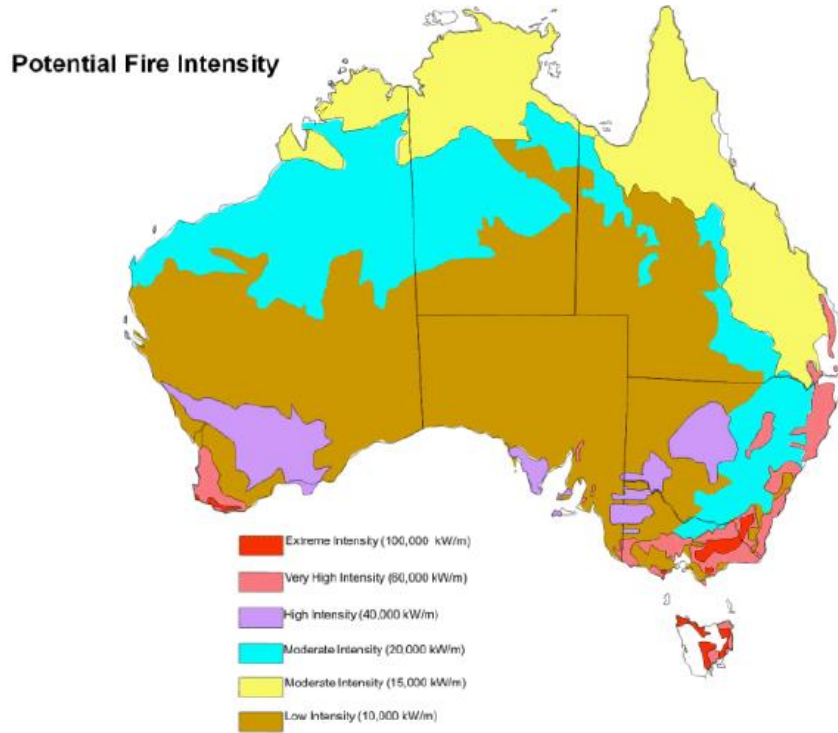 Potential Fire Intensity
Extreme Intensity (100,000 kW/m)
Very High Intensity (60,000 kW/m)
High Intensity (40,000 kW/m)
Moderate Intensity (20,000 kW/m)
Moderate Intensity (15,000 kW/m)
Low Intensity (10,000 kW/m)